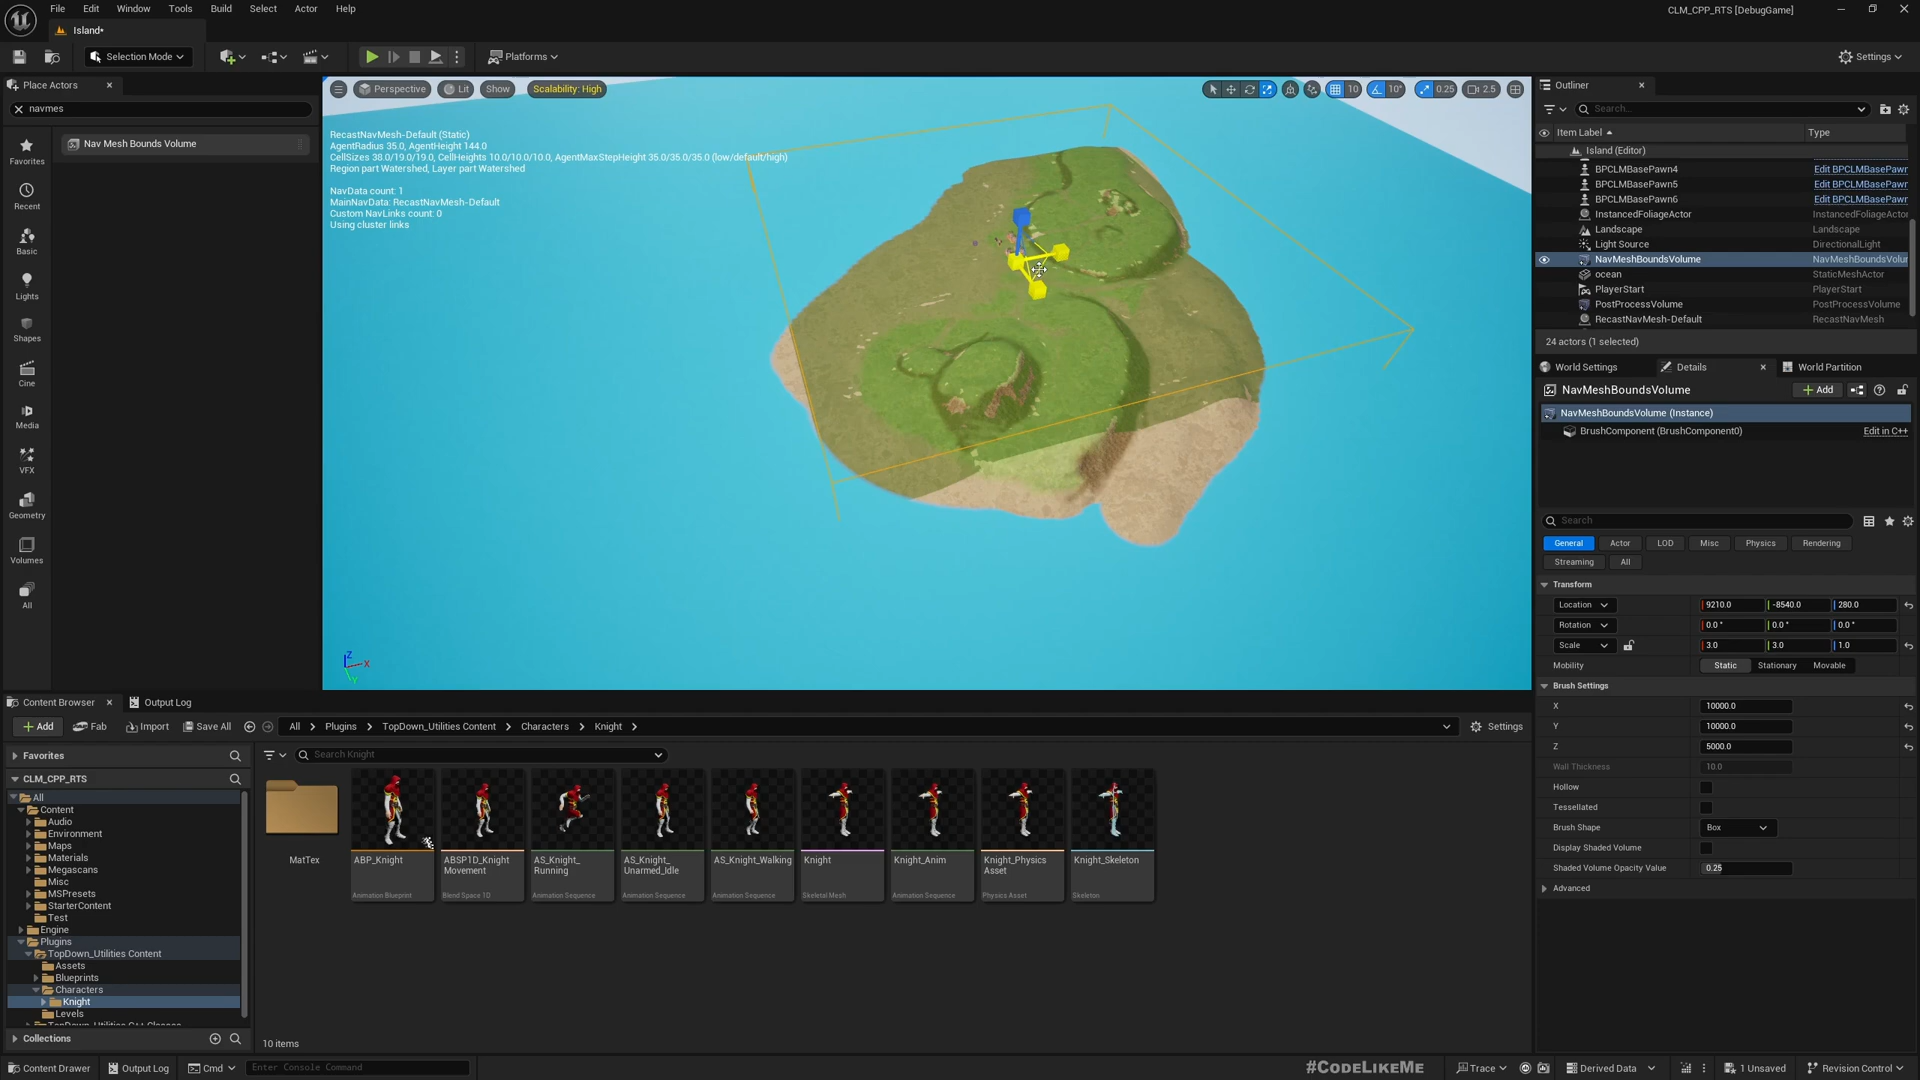 File Edit Window Tools Build Select Actor Help
CLM_CPP_RTS [DebugGame]
Island*
Selection Mode
Platforms
Settings
Place Actors
navmes
Nav Mesh Bounds Volume
Favorites
Recent
Basic
Lights
Shapes
Cine
Media
VFX
Geometry
Volumes
All
Perspective Lit Show Scalability: High
10 10° 0.25 2.5
RecastNavMesh-Default (Static)
AgentRadius 35.0, AgentHeight 144.0
CellSizes 38.0/19.0/19.0, CellHeights 10.0/10.0/10.0, AgentMaxStepHeight 35.0/35.0/35.0 (low/default/high)
Region part Watershed, Layer part Watershed
NavData count: 1
MainNavData: RecastNavMesh-Default
Custom NavLinks count: 0
Using cluster links
Z X Y
Outliner
Search...
Item Label Type
Island (Editor)
BPCLMBasePawn4 Edit BPCLMBasePawr
BPCLMBasePawn5 Edit BPCLMBasePawr
BPCLMBasePawn6 Edit BPCLMBasePawr
InstancedFoliageActor InstancedFoliageActor
Landscape Landscape
Light Source DirectionalLight
NavMeshBoundsVolume NavMeshBoundsVolur
ocean StaticMeshActor
PlayerStart PlayerStart
PostProcessVolume PostProcessVolume
RecastNavMesh-Default RecastNavMesh
24 actors (1 selected)
World Settings Details World Partition
NavMeshBoundsVolume Add
NavMeshBoundsVolume (Instance)
BrushComponent (BrushComponent0) Edit in C++
Search
General Actor LOD Misc Physics Rendering
Streaming All
Transform
Location 9210.0 -8540.0 280.0
Rotation 0.0° 0.0° 0.0°
Scale 3.0 3.0 1.0
Mobility Static Stationary Movable
Brush Settings
X 10000.0
Y 10000.0
Z 5000.0
Wall Thickness 10.0
Hollow
Tessellated
Brush Shape Box
Display Shaded Volume
Shaded Volume Opacity Value 0.25
Advanced
Content Browser Output Log
Add Fab Import Save All All Plugins TopDown_Utilities Content Characters Knight Settings
Favorites
CLM_CPP_RTS
All
Content
Audio
Environment
Maps
Materials
Megascans
Misc
MSPresets
StarterContent
Test
Engine
Plugins
TopDown_Utilities Content
Assets
Blueprints
Characters
Knight
Levels
TopDown_Utilities C++ Classes
Collections
Search Knight
MatTex
ABP_Knight
Animation Blueprint
ABSP1D_Knight
Movement
Blend Space 1D
AS_Knight_
Running
Animation Sequence
AS_Knight_
Unarmed_Idle
Animation Sequence
AS_Knight_Walking
Animation Sequence
Knight
Skeletal Mesh
Knight_Anim
Animation Sequence
Knight_Physics
Asset
Physics Asset
Knight_Skeleton
Skeleton
10 items
Content Drawer Output Log Cmd Enter Console Command
#CODELIKEME
Trace Derived Data 1 Unsaved Revision Control